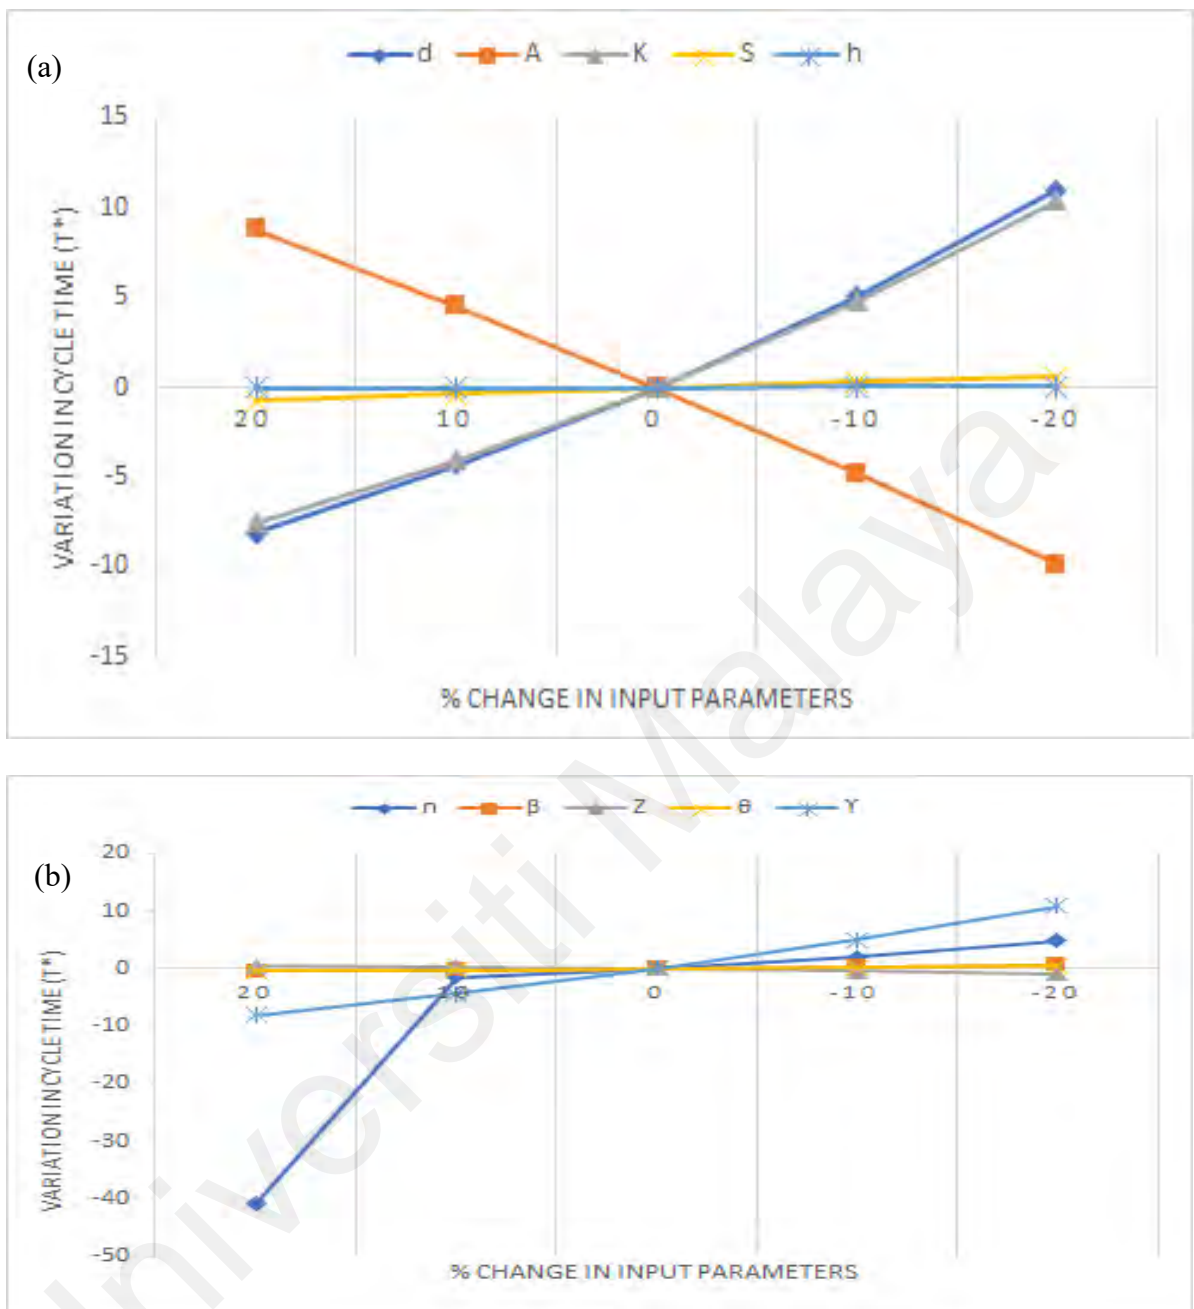 (a)
d A K S h
15
10
5
0
-5
-10
-15
20 10 0 -10 -20
VARIATION IN CYCLE TIME (T*)
% CHANGE IN INPUT PARAMETERS
n β Z θ ϒ
(b)
20
10
0
-10
-20
-30
-40
-50
20 10 0 -10 -20
VARIATION IN CYCLE TIME (T*)
% CHANGE IN INPUT PARAMETERS
Universiti Malaya